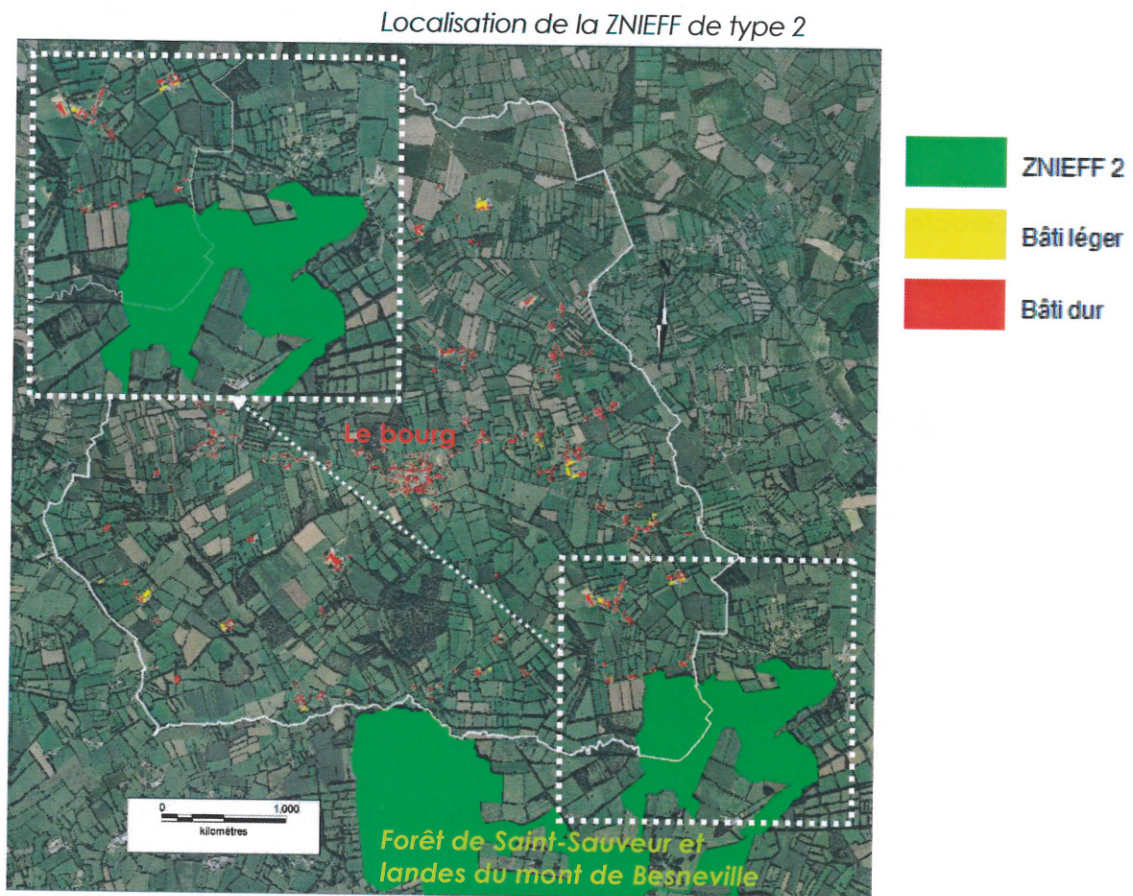 Localisation de la ZNIEFF de type 2
ZNIEFF 2
Bâti léger
Bâti dur
N
Le bourg
0 1,000
kilomètres
Forêt de Saint-Sauveur et
landes du mont de Besneville